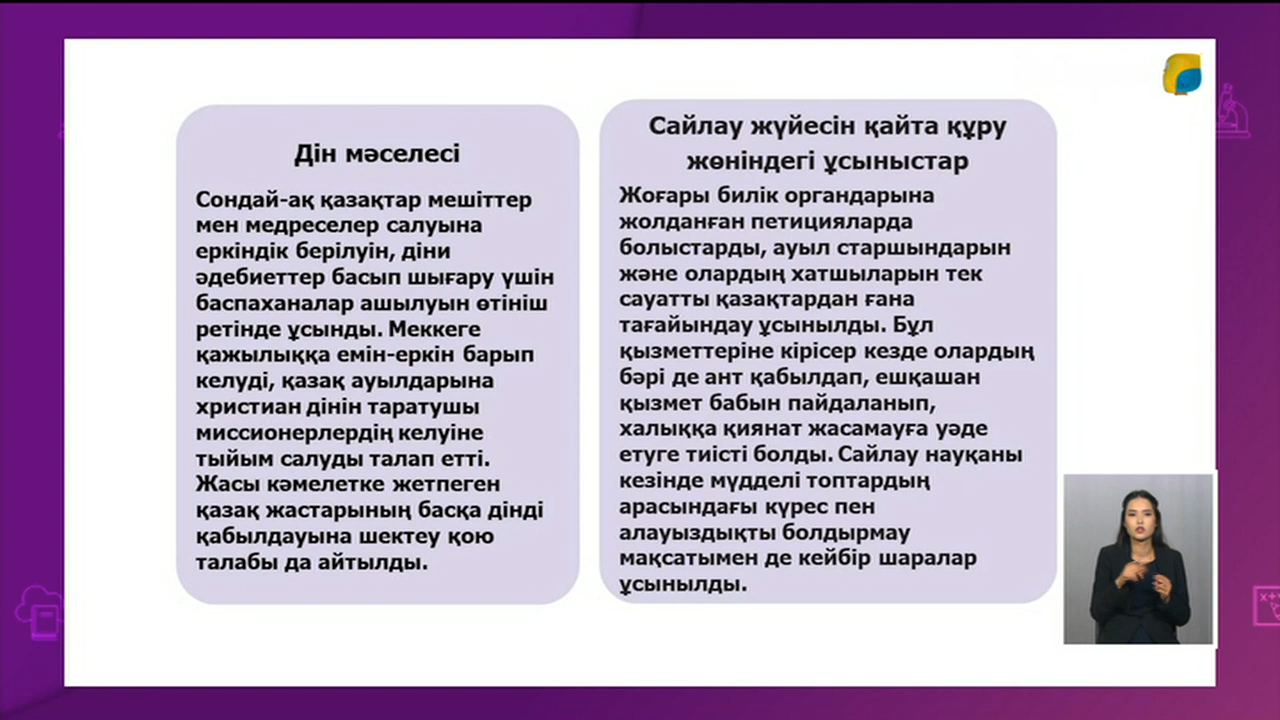 Дін мәселесі
Сондай-ақ қазақтар мешіттер
мен медреселер салуына
еркіндік берілуін, діни
әдебиеттер басып шығару үшін
баспаханалар ашылуын өтініш
ретінде ұсынды. Меккеге
қажылыққа емін-еркін барып
келуді, қазақ ауылдарына
христиан дінін таратушы
миссионерлердің келуіне
тыйым салуды талап етті.
Жасы кәмелетке жетпеген
қазақ жастарының басқа дінді
қабылдауына шектеу қою
талабы да айтылды.
Сайлау жүйесін қайта құру
жөніндегі ұсыныстар
Жоғары билік органдарына
жолданған петицияларда
болыстарды, ауыл старшындарын
және олардың хатшыларын тек
сауатты қазақтардан ғана
тағайындау ұсынылды. Бұл
қызметтеріне кірісер кезде олардың
бәрі де ант қабылдап, ешқашан
қызмет бабын пайдаланып,
халыққа қиянат жасамауға уәде
етуге тиісті болды. Сайлау науқаны
кезінде мүдделі топтардың
арасындағы күрес пен
алауыздықты болдырмау
мақсатымен де кейбір шаралар
ұсынылды.